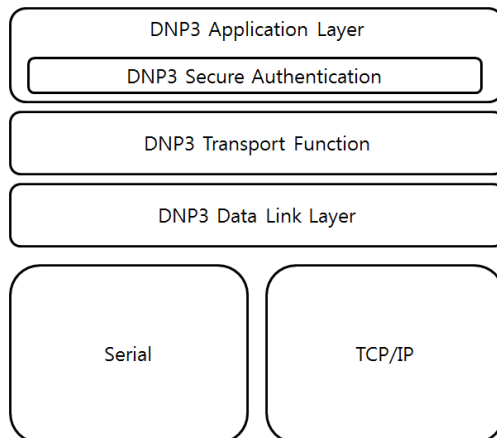 DNP3 Application Layer
DNP3 Secure Authentication
DNP3 Transport Function
DNP3 Data Link Layer
Serial
TCP/IP